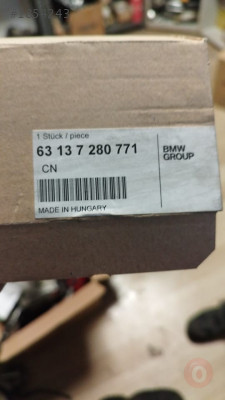 1 Stück / piece
63 13 7 280 771
CN
BMW
GROUP
MADE IN HUNGARY